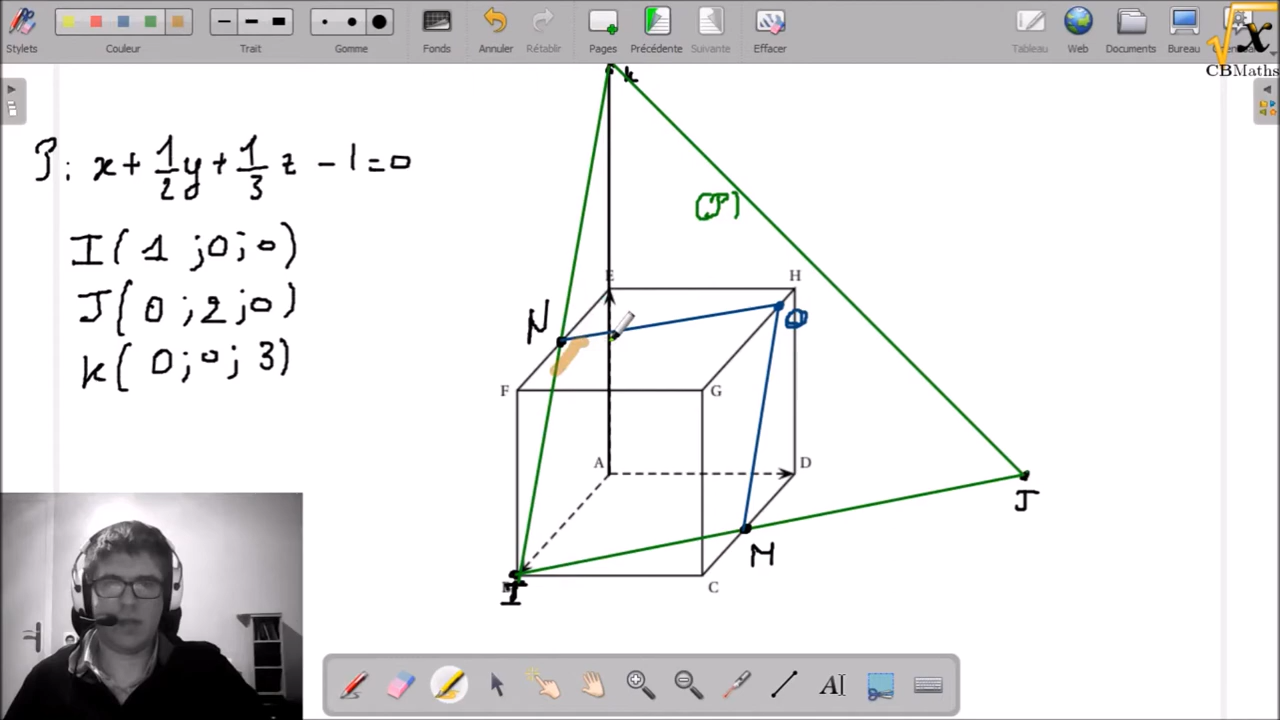 Stylets Couleur Trait Gomme Fonds Annuler Rétablir Pages Précédente Suivante Effacer Tableau Web Documents Bureau
CBMaths
P: x + 1/2 y + 1/3 z - 1 = 0
I( 1 ; 0 ; 0 )
J( 0 ; 2 ; 0 )
K( 0 ; 0 ; 3 )
K
(P)
E
H
N
O
F
G
A
D
J
M
I
C
AI